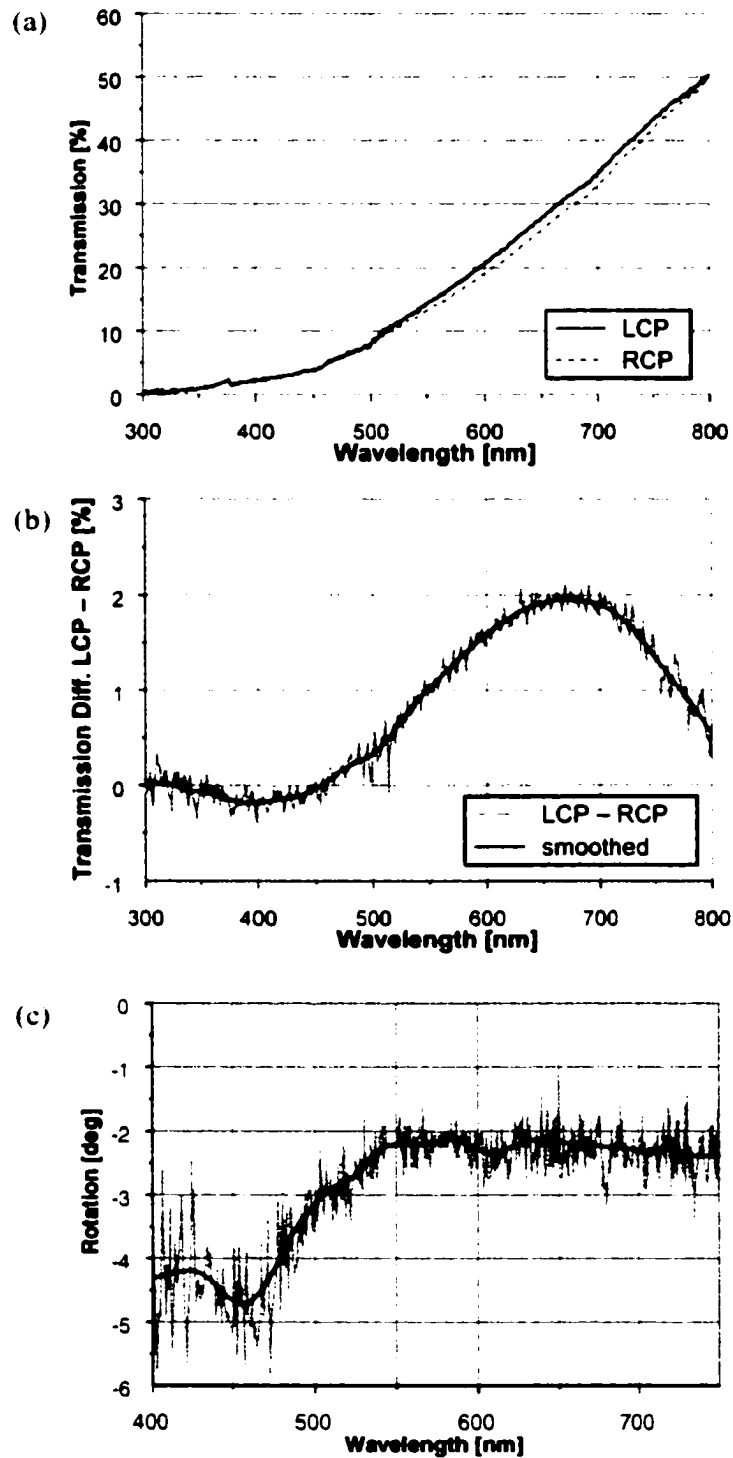 (a)
Transmission [%]
60
50
40
30
20
10
0
300 400 500 600 700 800
Wavelength [nm]
LCP
RCP
(b)
Transmission Diff. LCP – RCP [%]
3
2
1
0
-1
300 400 500 600 700 800
Wavelength [nm]
LCP – RCP
smoothed
(c)
Rotation [deg]
0
-1
-2
-3
-4
-5
-6
400 500 600 700
Wavelength [nm]